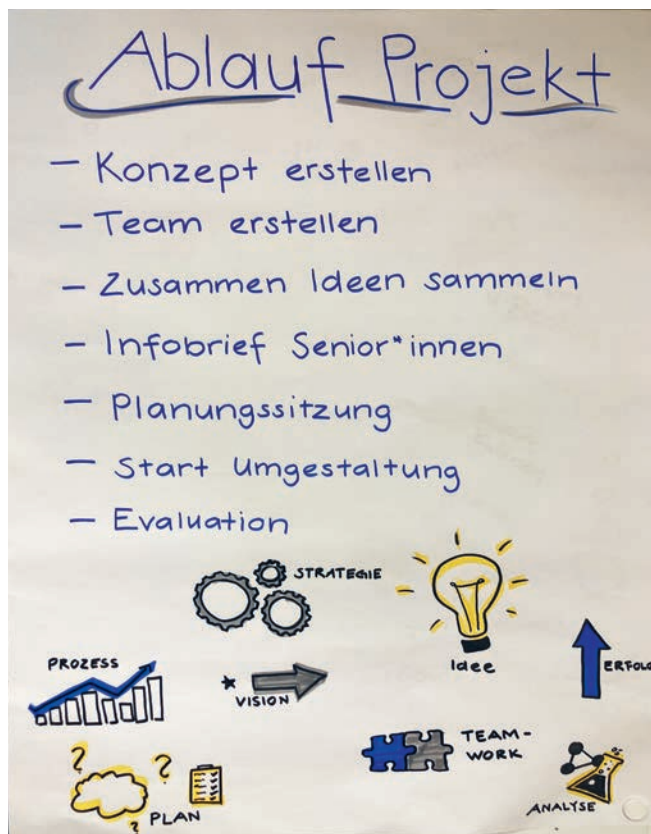 Ablauf Projekt
- Konzept erstellen
- Team erstellen
- Zusammen Ideen sammeln
- Infobrief Senior*innen
- Planungssitzung
- Start Umgestaltung
- Evaluation
STRATEGIE
Idee
PROZESS
* VISION
ERFOLG
TEAM-
WORK
? ?
?
PLAN
ANALYSE